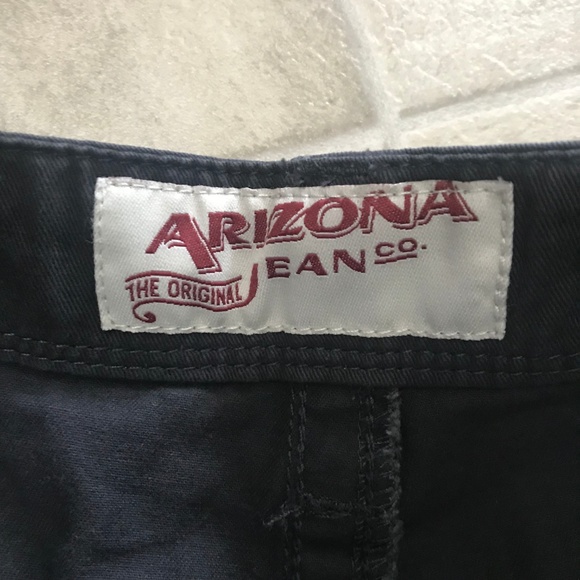 ARIZONA
JEAN CO.
THE ORIGINAL